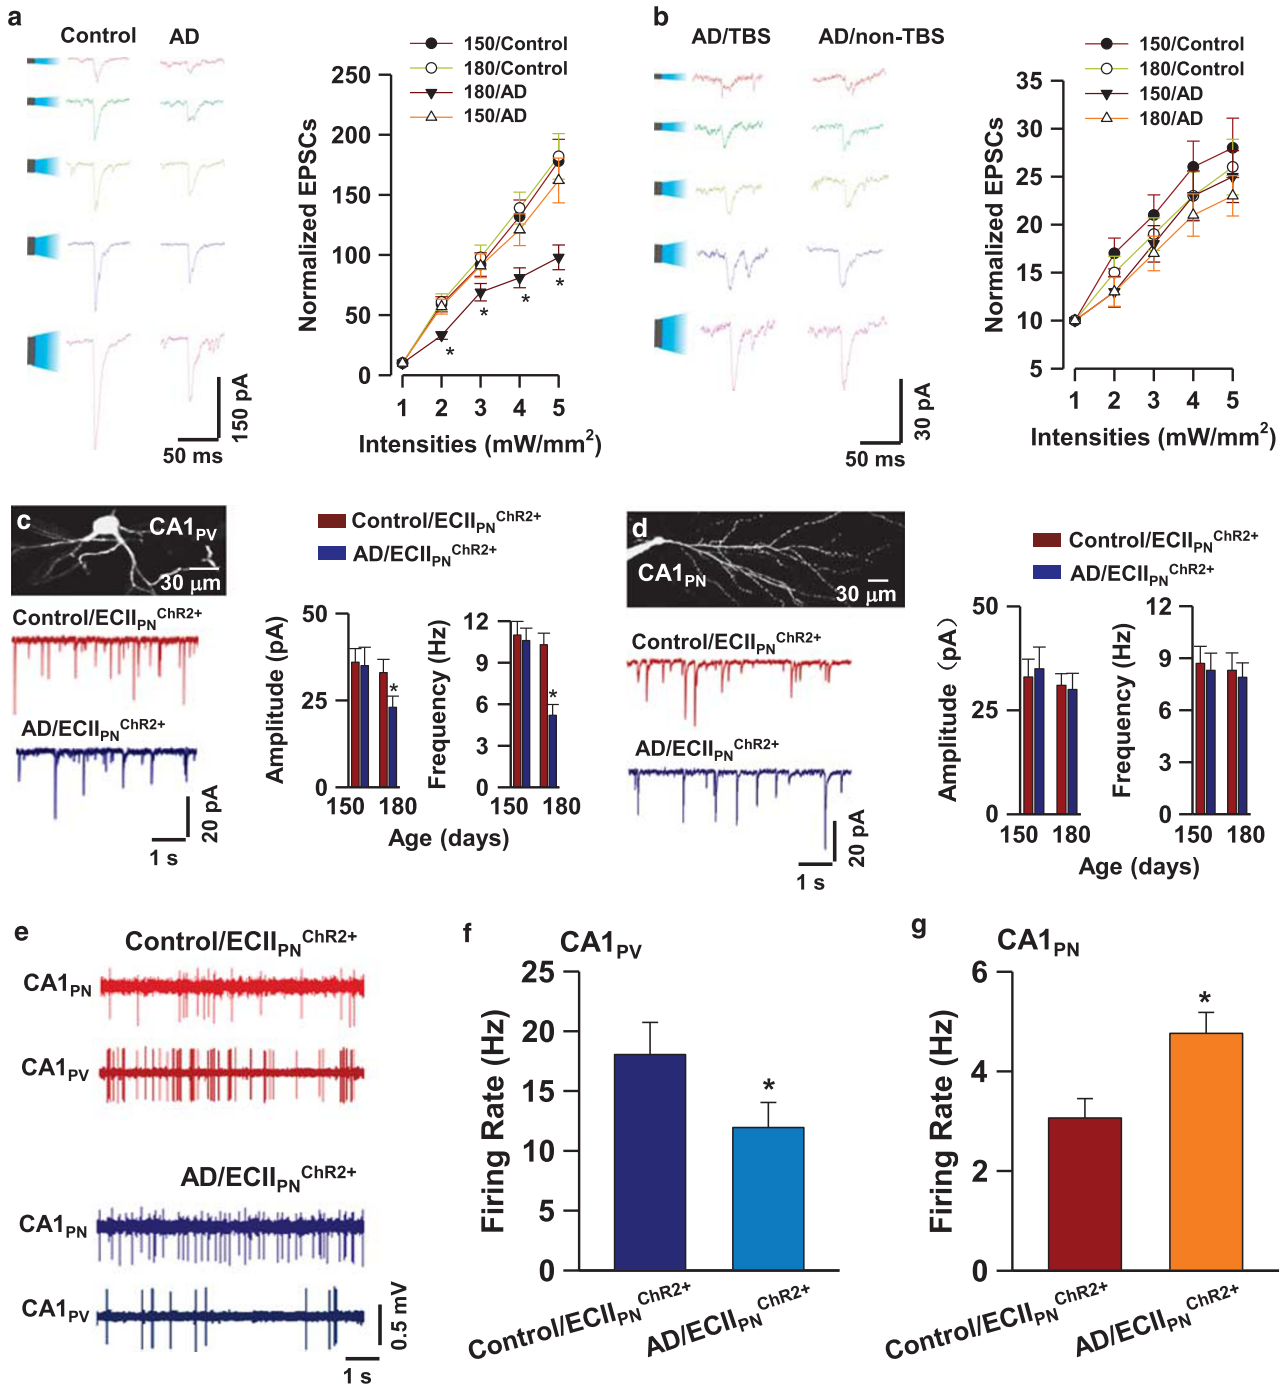 a
Control AD
150 pA
50 ms
150/Control
180/Control
180/AD
150/AD
Normalized EPSCs
250
200
150
100
50
0
* * * *
1 2 3 4 5
Intensities (mW/mm²)
b
AD/TBS AD/non-TBS
30 pA
50 ms
150/Control
180/Control
150/AD
180/AD
Normalized EPSCs
35
30
25
20
15
10
5
1 2 3 4 5
Intensities (mW/mm²)
c
CA1PV
30 µm
Control/ECIIPNChR2+
AD/ECIIPNChR2+
20 pA
1 s
Control/ECIIPNChR2+
AD/ECIIPNChR2+
Amplitude (pA)
50
25
0
*
150 180
Frequency (Hz)
12
9
6
3
0
*
150 180
Age (days)
d
CA1PN
30 µm
Control/ECIIPNChR2+
AD/ECIIPNChR2+
20 pA
1 s
Control/ECIIPNChR2+
AD/ECIIPNChR2+
Amplitude (pA)
50
25
0
150 180
Frequency (Hz)
12
9
6
3
0
150 180
Age (days)
e
Control/ECIIPNChR2+
CA1PN
CA1PV
AD/ECIIPNChR2+
CA1PN
CA1PV
0.5 mV
1 s
f
CA1PV
Firing Rate (Hz)
25
20
15
10
5
0
*
Control/ECIIPNChR2+
AD/ECIIPNChR2+
g
CA1PN
Firing Rate (Hz)
6
4
2
0
*
Control/ECIIPNChR2+
AD/ECIIPNChR2+